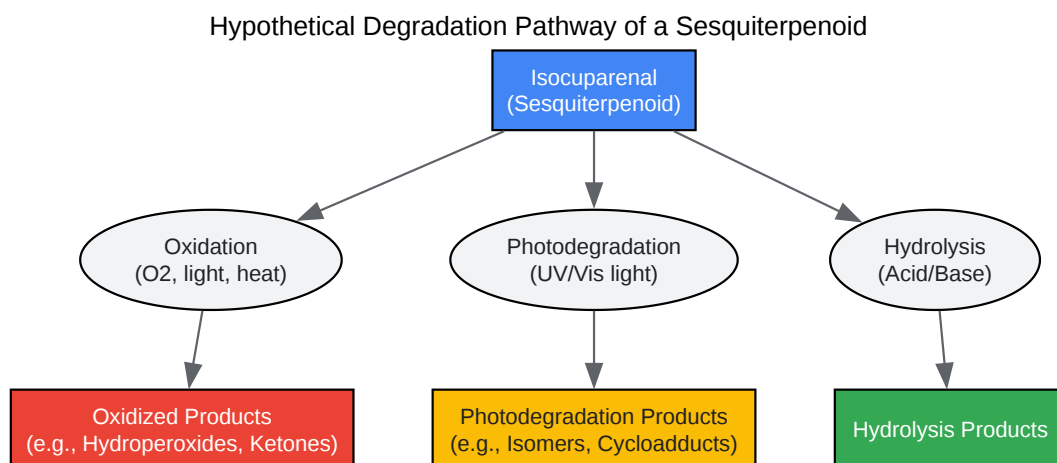 Hypothetical Degradation Pathway of a Sesquiterpenoid
Isocuparenal
(Sesquiterpenoid)
Oxidation
(O2, light, heat)
Photodegradation
(UV/Vis light)
Hydrolysis
(Acid/Base)
Oxidized Products
(e.g., Hydroperoxides, Ketones)
Photodegradation Products
(e.g., Isomers, Cycloadducts)
Hydrolysis Products